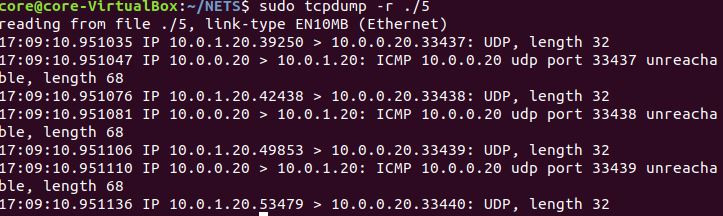 core@core-VirtualBox:~/NETS$ sudo tcpdump -r ./5
reading from file ./5, link-type EN10MB (Ethernet)
17:09:10.951035 IP 10.0.1.20.39250 > 10.0.0.20.33437: UDP, length 32
17:09:10.951047 IP 10.0.0.20 > 10.0.1.20: ICMP 10.0.0.20 udp port 33437 unreacha
ble, length 68
17:09:10.951076 IP 10.0.1.20.42438 > 10.0.0.20.33438: UDP, length 32
17:09:10.951081 IP 10.0.0.20 > 10.0.1.20: ICMP 10.0.0.20 udp port 33438 unreacha
ble, length 68
17:09:10.951106 IP 10.0.1.20.49853 > 10.0.0.20.33439: UDP, length 32
17:09:10.951110 IP 10.0.0.20 > 10.0.1.20: ICMP 10.0.0.20 udp port 33439 unreacha
ble, length 68
17:09:10.951136 IP 10.0.1.20.53479 > 10.0.0.20.33440: UDP, length 32